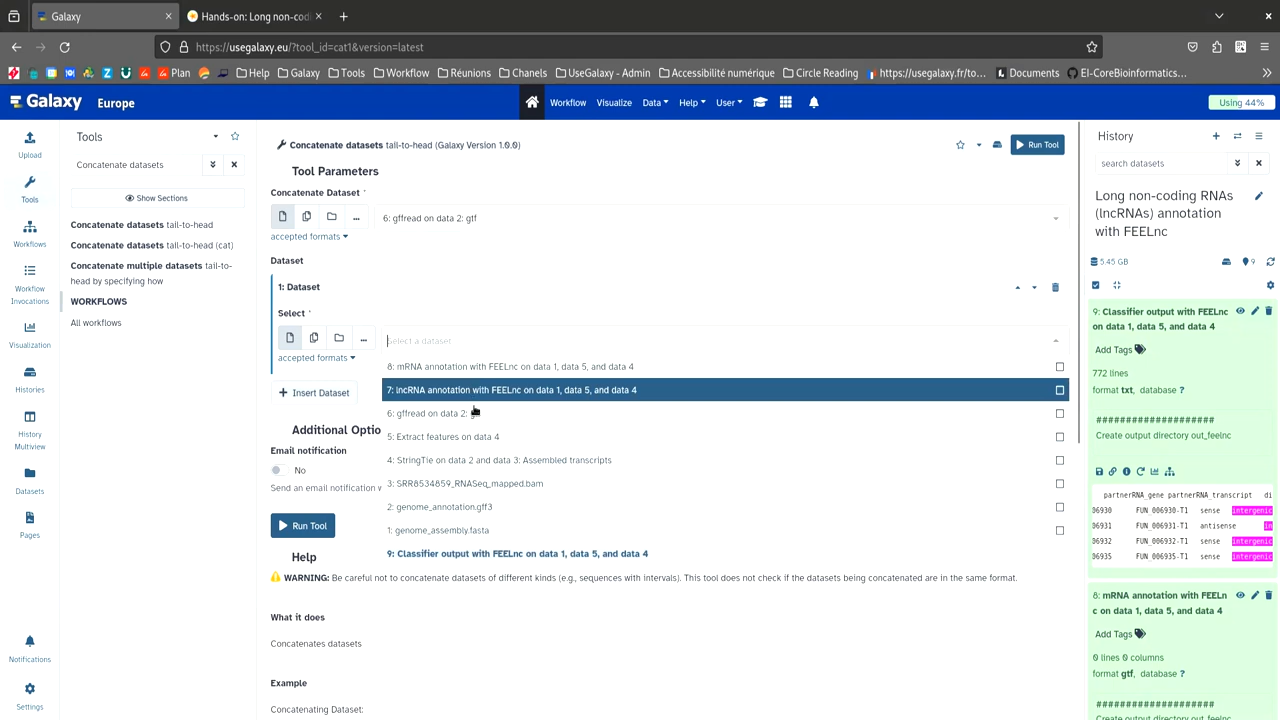 Galaxy
Hands-on: Long non-codi
https://usegalaxy.eu/?tool_id=cat1&version=latest
Plan
Help
Galaxy
Tools
Workflow
Réunions
Chanels
UseGalaxy - Admin
Accessibilité numérique
Circle Reading
https://usegalaxy.fr/to…
Documents
EI-CoreBioinformatics…
Galaxy Europe
Workflow
Visualize
Data
Help
User
Using 44%
Upload
Tools
Workflows
Workflow
Invocations
Visualization
Histories
History
Multiview
Datasets
Pages
Notifications
Settings
Tools
Concatenate datasets
Show Sections
Concatenate datasets tail-to-head
Concatenate datasets tail-to-head (cat)
Concatenate multiple datasets tail-to-
head by specifying how
WORKFLOWS
All workflows
Concatenate datasets tail-to-head (Galaxy Version 1.0.0)
Run Tool
Tool Parameters
Concatenate Dataset *
6: gffread on data 2: gtf
accepted formats
Dataset
1: Dataset
Select *
Select a dataset
accepted formats
8: mRNA annotation with FEELnc on data 1, data 5, and data 4
7: lncRNA annotation with FEELnc on data 1, data 5, and data 4
6: gffread on data 2:
5: Extract features on data 4
4: StringTie on data 2 and data 3: Assembled transcripts
3: SRR8534859_RNASeq_mapped.bam
2: genome_annotation.gff3
1: genome_assembly.fasta
9: Classifier output with FEELnc on data 1, data 5, and data 4
Insert Dataset
Additional Optio
Email notification
No
Send an email notification w
Run Tool
Help
WARNING: Be careful not to concatenate datasets of different kinds (e.g., sequences with intervals). This tool does not check if the datasets being concatenated are in the same format.
What it does
Concatenates datasets
Example
Concatenating Dataset:
History
search datasets
Long non-coding RNAs
(lncRNAs) annotation
with FEELnc
5.45 GB
9
9: Classifier output with FEELnc
on data 1, data 5, and data 4
Add Tags
772 lines
format txt, database ?
####################
Create output directory out_feelnc
partnerRNA_gene partnerRNA_transcript di
06930 FUN_006930-T1 sense intergenic
06931 FUN_006931-T1 antisense in
06932 FUN_006932-T1 sense intergenic
06935 FUN_006935-T1 sense intergenic
8: mRNA annotation with FEELn
c on data 1, data 5, and data 4
Add Tags
0 lines 0 columns
format gtf, database ?
####################
Create output directory out_feelnc